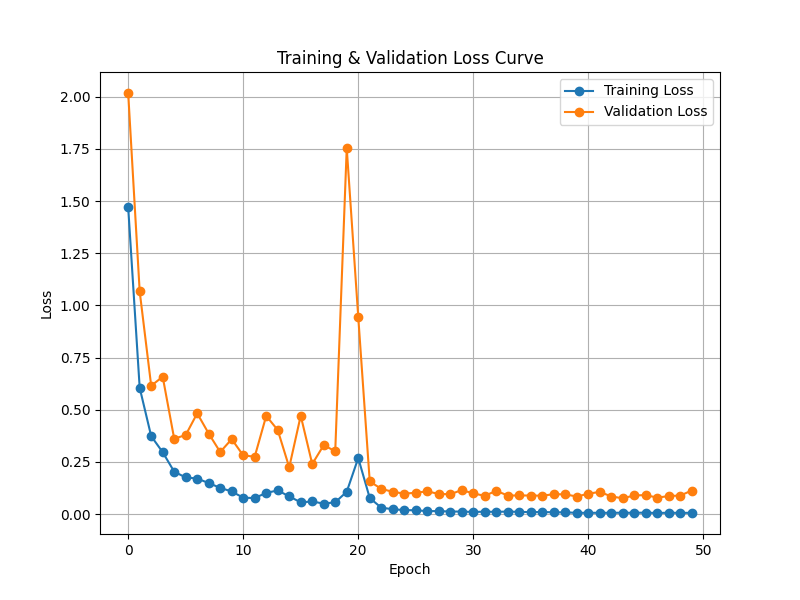 Training & Validation Loss Curve
Training Loss
Validation Loss
2.00
1.75
1.50
1.25
1.00
0.75
0.50
0.25
0.00
Loss
0 10 20 30 40 50
Epoch